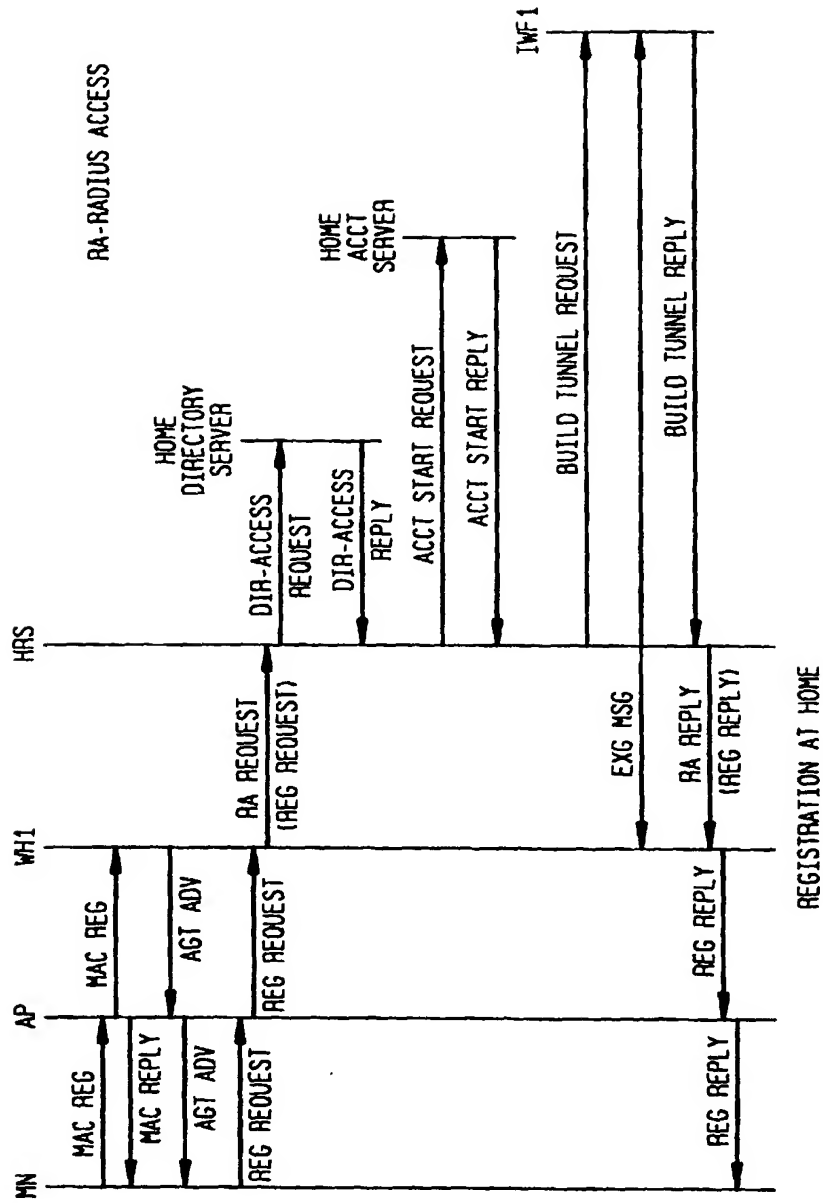 RA-RADIUS ACCESS
MN
AP
WH1
HRS
HOME
DIRECTORY
SERVER
HOME
ACCT
SERVER
IWF1
MAC REG
MAC REG
MAC REPLY
AGT ADV
AGT ADV
REG REQUEST
REG REQUEST
RA REQUEST
(REG REQUEST)
DIR-ACCESS
REQUEST
DIR-ACCESS
REPLY
ACCT START REQUEST
ACCT START REPLY
BUILD TUNNEL REQUEST
EXG MSG
BUILD TUNNEL REPLY
RA REPLY
(REG REPLY)
REG REPLY
REG REPLY
REGISTRATION AT HOME